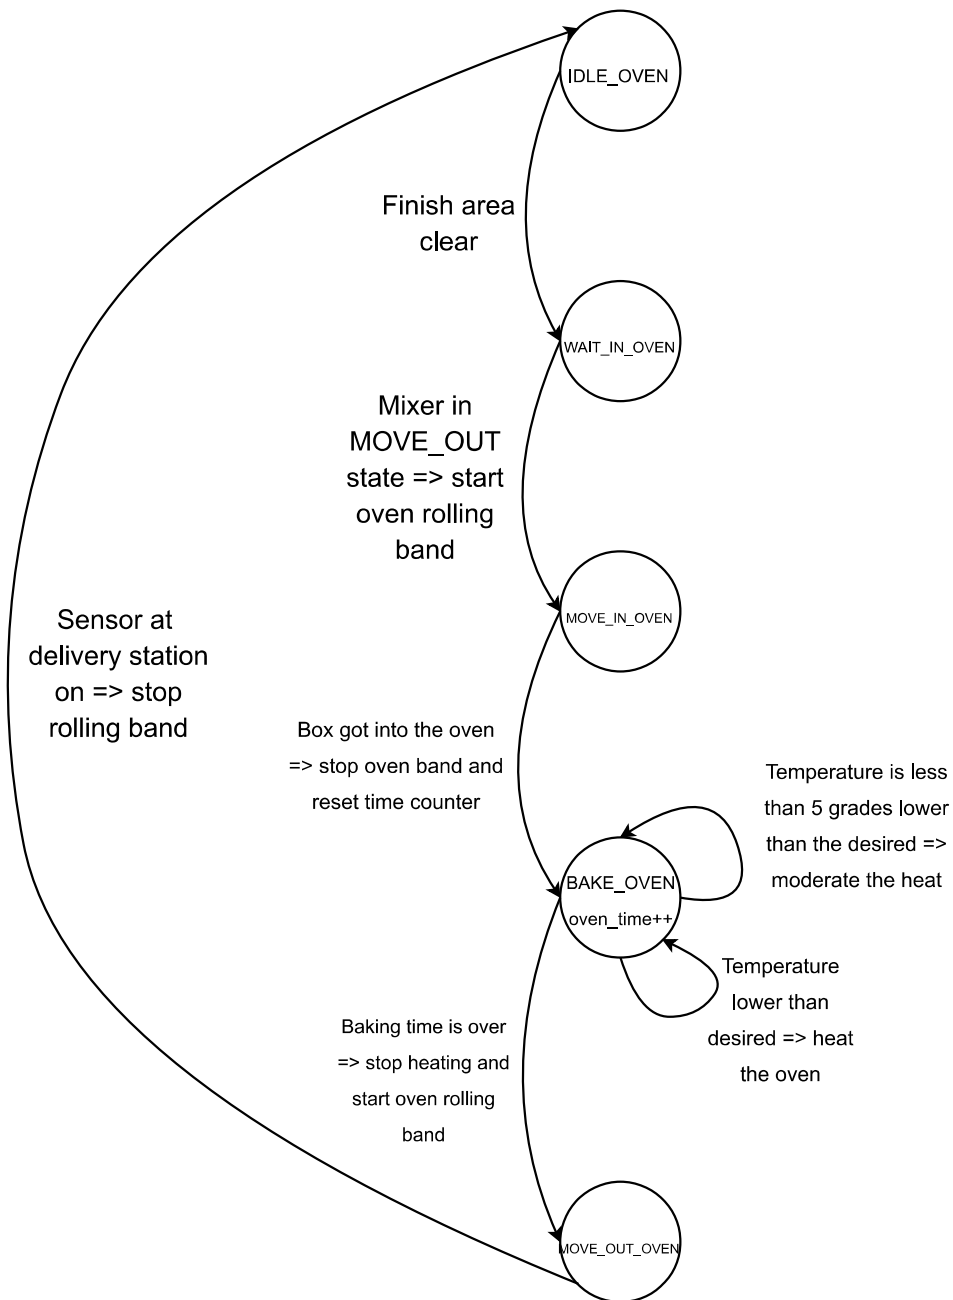 IDLE_OVEN
Finish area
clear
WAIT_IN_OVEN
Mixer in
MOVE_OUT
state => start
oven rolling
band
MOVE_IN_OVEN
Sensor at
delivery station
on => stop
rolling band
Box got into the oven
=> stop oven band and
reset time counter
Temperature is less
than 5 grades lower
than the desired =>
moderate the heat
BAKE_OVEN
oven_time++
Temperature
lower than
desired => heat
the oven
Baking time is over
=> stop heating and
start oven rolling
band
MOVE_OUT_OVEN